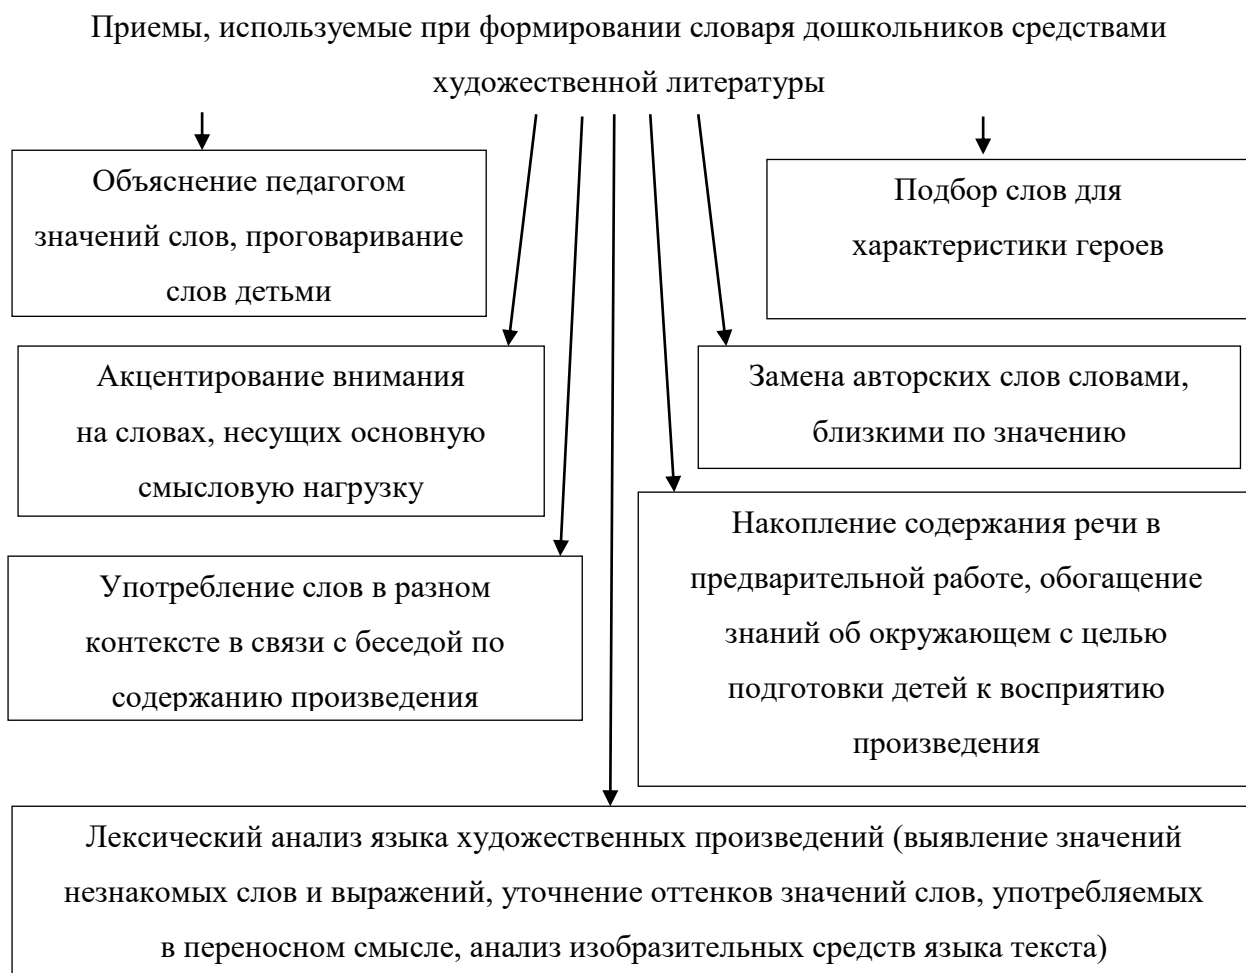 Приемы, используемые при формировании словаря дошкольников средствами
художественной литературы
Объяснение педагогом
значений слов, проговаривание
слов детьми
Подбор слов для
характеристики героев
Акцентирование внимания
на словах, несущих основную
смысловую нагрузку
Замена авторских слов словами,
близкими по значению
Употребление слов в разном
контексте в связи с беседой по
содержанию произведения
Накопление содержания речи в
предварительной работе, обогащение
знаний об окружающем с целью
подготовки детей к восприятию
произведения
Лексический анализ языка художественных произведений (выявление значений
незнакомых слов и выражений, уточнение оттенков значений слов, употребляемых
в переносном смысле, анализ изобразительных средств языка текста)